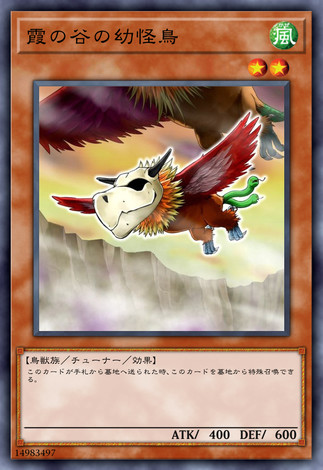 霞の谷の幼怪鳥
風
【鳥獣族/チューナー/効果】
このカードが手札から墓地へ送られた時、このカードを墓地から特殊召喚でき
る。
ATK/ 400 DEF/ 600
14983497